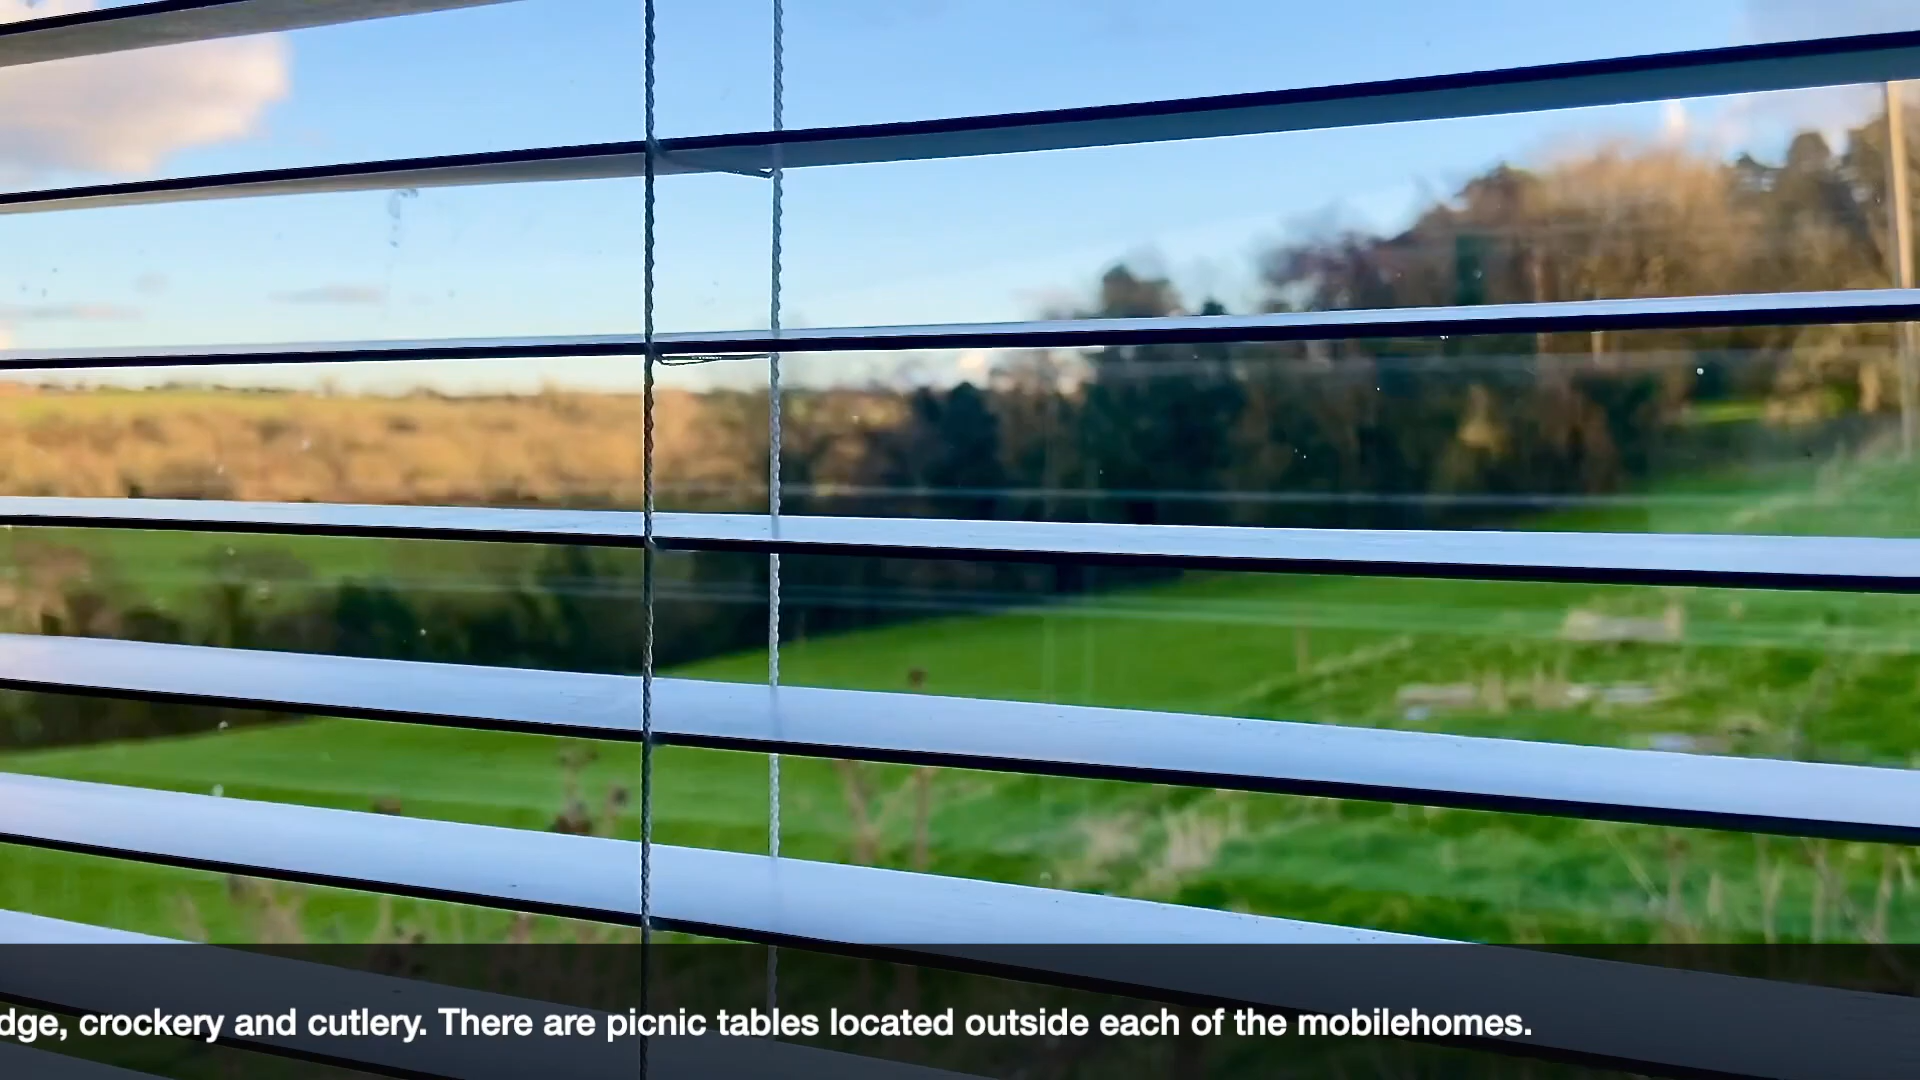 dge, crockery and cutlery. There are picnic tables located outside each of the mobilehomes.